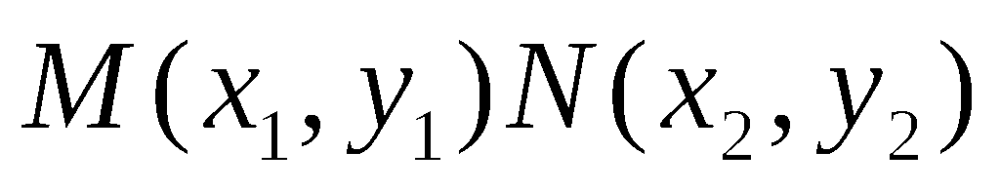 M(x₁, y₁)N(x₂, y₂)